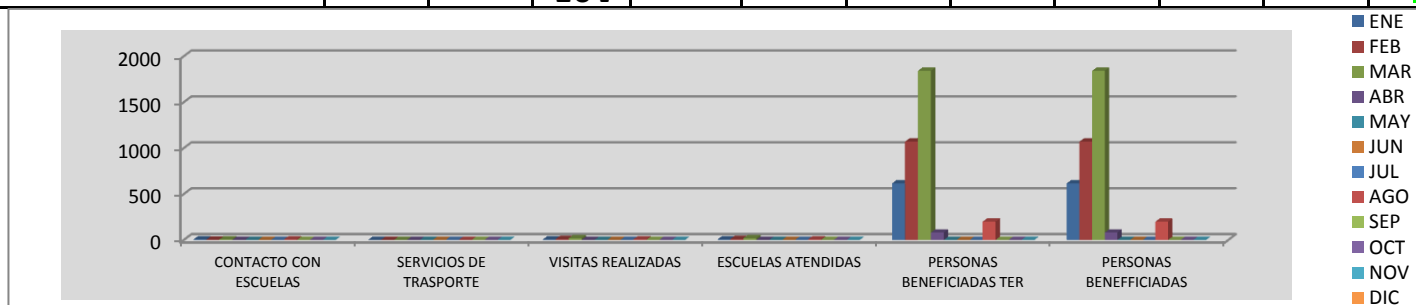 2000
1500
1000
500
0
CONTACTO CON
ESCUELAS
SERVICIOS DE
TRASPORTE
VISITAS REALIZADAS
ESCUELAS ATENDIDAS
PERSONAS
BENEFICIADAS TER
PERSONAS
BENEFFICIADAS
ENE
FEB
MAR
ABR
MAY
JUN
JUL
AGO
SEP
OCT
NOV
DIC